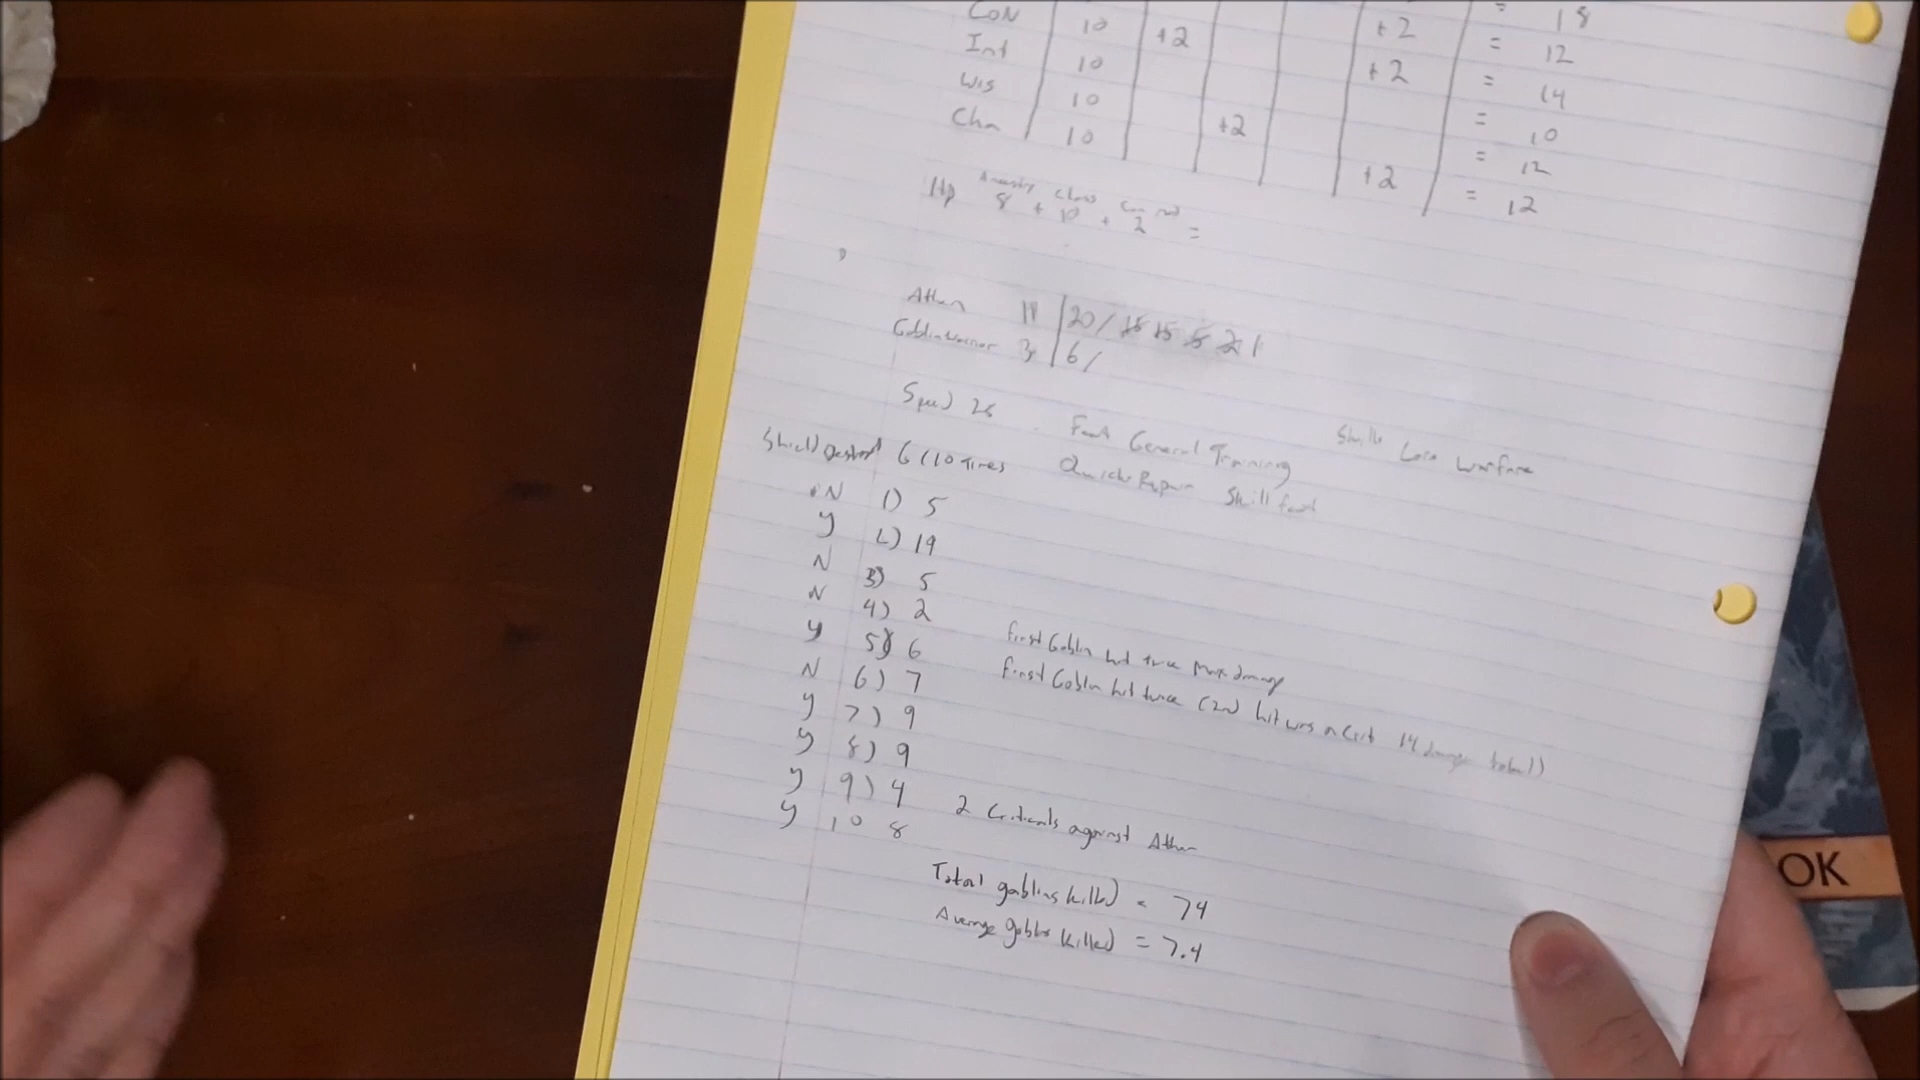 = 18
Con 10 +2 +2 = 12
Int 10 +2 = 14
Wis 10 = 10
Cha 10 +2 = 12
+2 = 12
Hp Ancestry 8 + Class 10 + Con mod 2 =
20/ 18 15 5 2 1
Goblin Warrior 3 6/
Speed 25
Feat General Training
Skills Lore Warfare
Shield Destroyed 6/10 Times
Quick Repair Skill feat
N 1) 5
Y 2) 19
N 3) 5
N 4) 2
Y 5) 6 First Goblin hit twice Max damage
N 6) 7 First Goblin hit twice (2nd hit was a Crit 14 damage total)
Y 7) 9
Y 8) 9
Y 9) 4
Y 10 8 2 Criticals against
Total goblins killed = 74
Average goblins killed = 7.4
OK